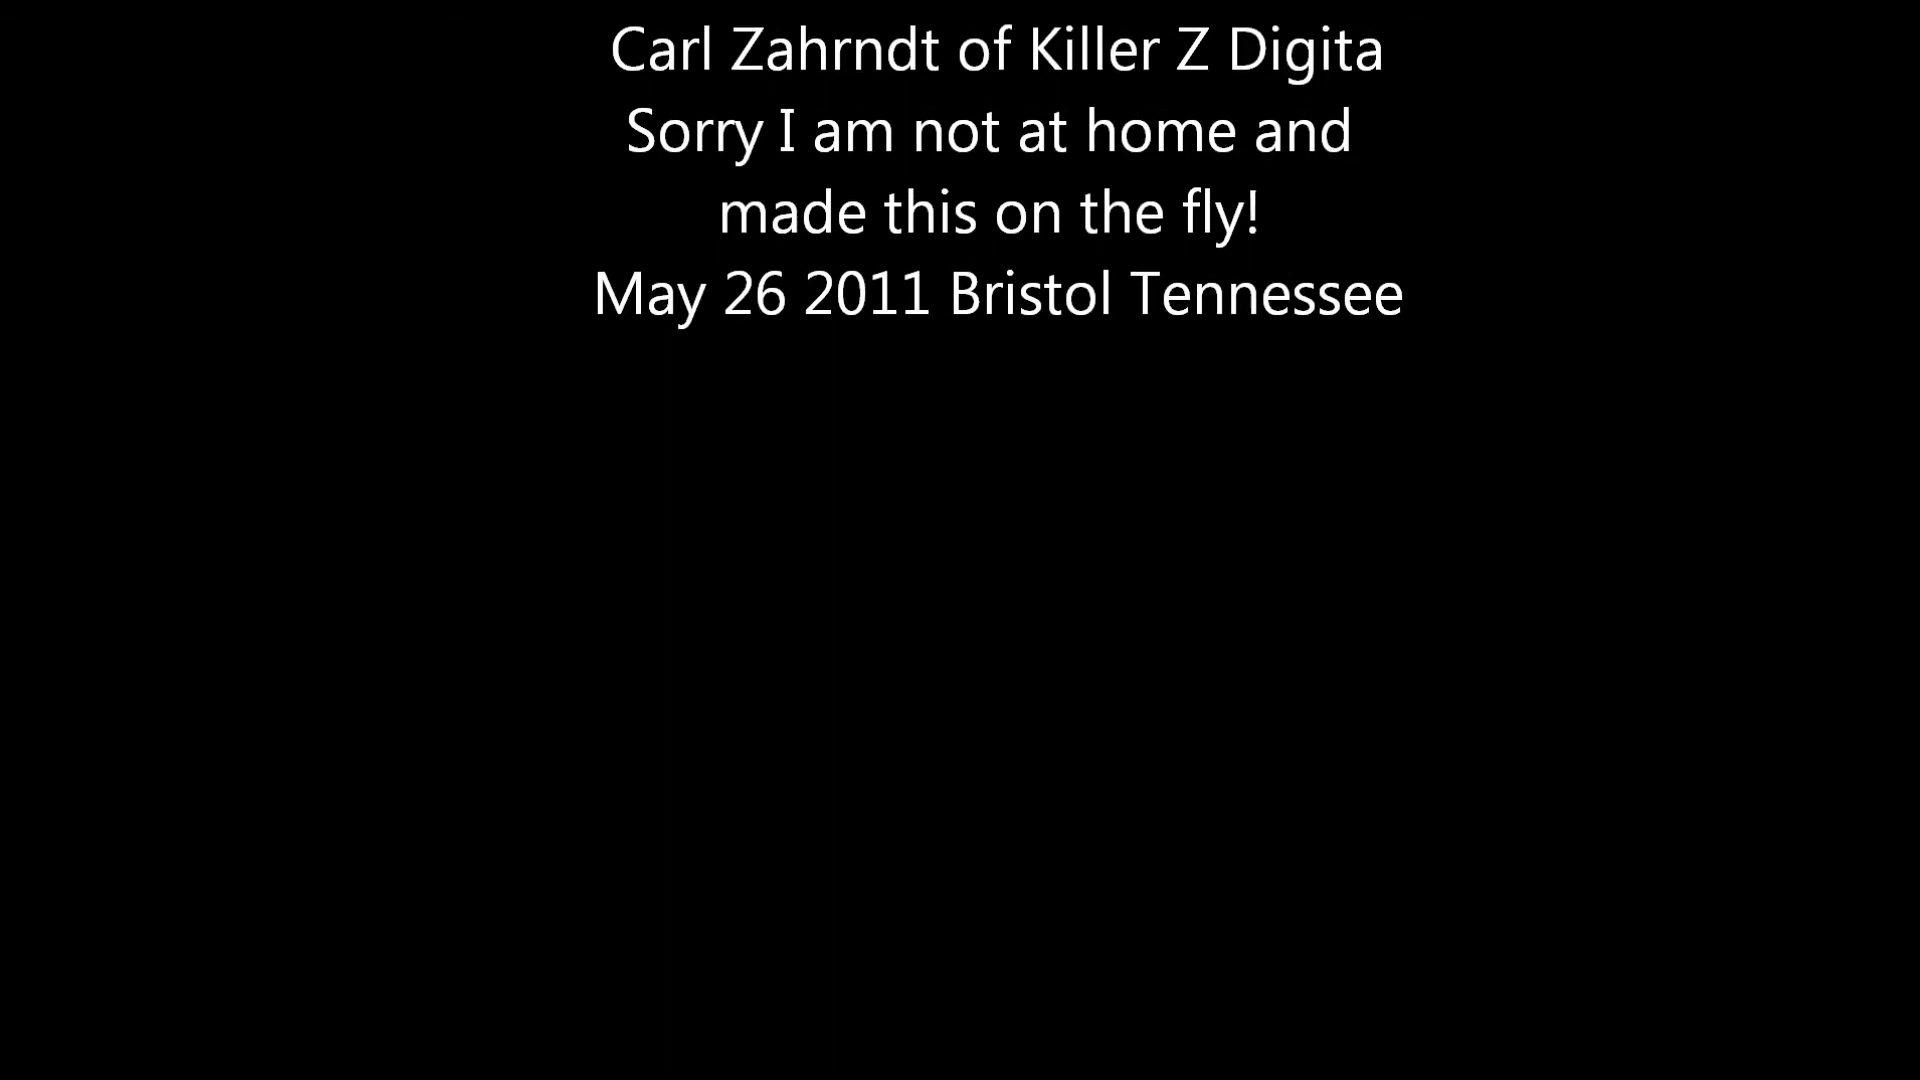 Carl Zahrndt of Killer Z Digita
Sorry I am not at home and
made this on the fly!
May 26 2011 Bristol Tennessee